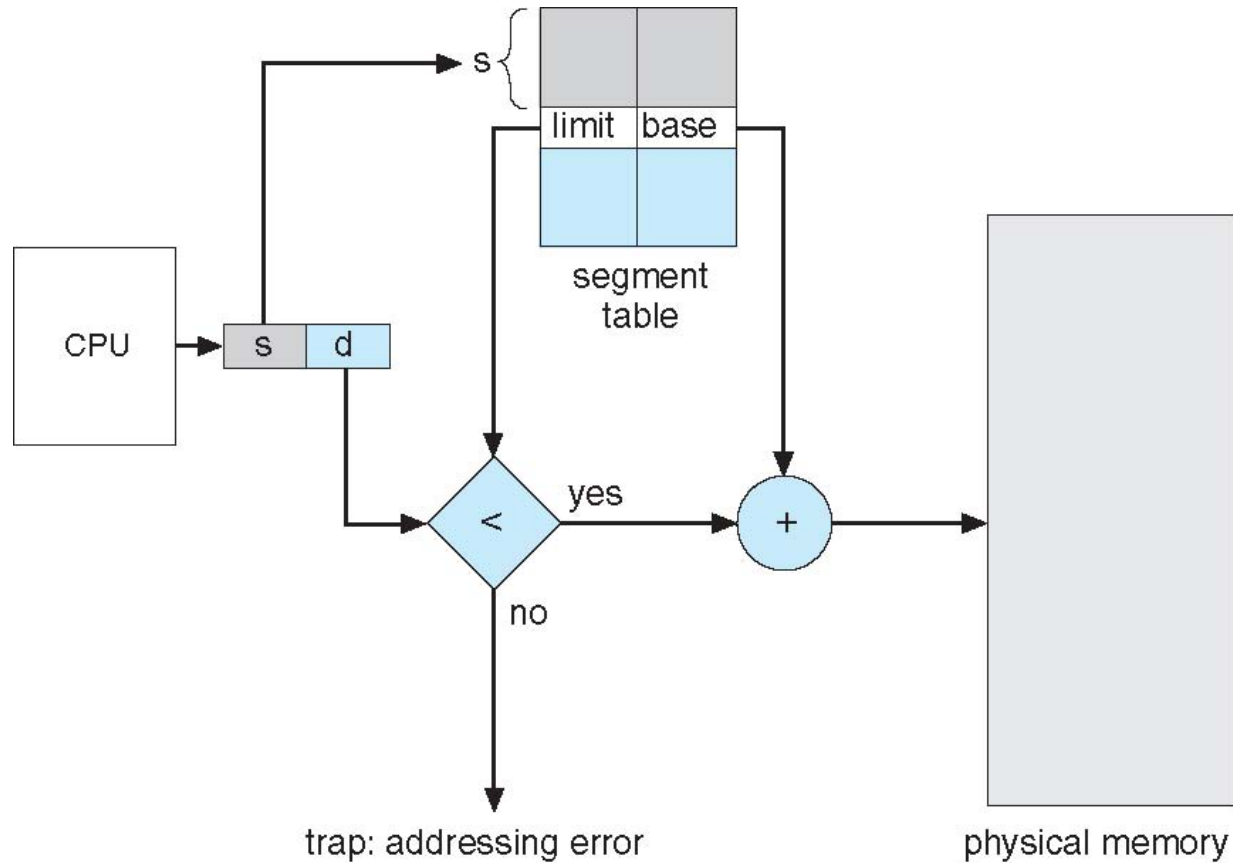 s
limit base
segment
table
CPU
s d
<
yes
+
no
trap: addressing error
physical memory